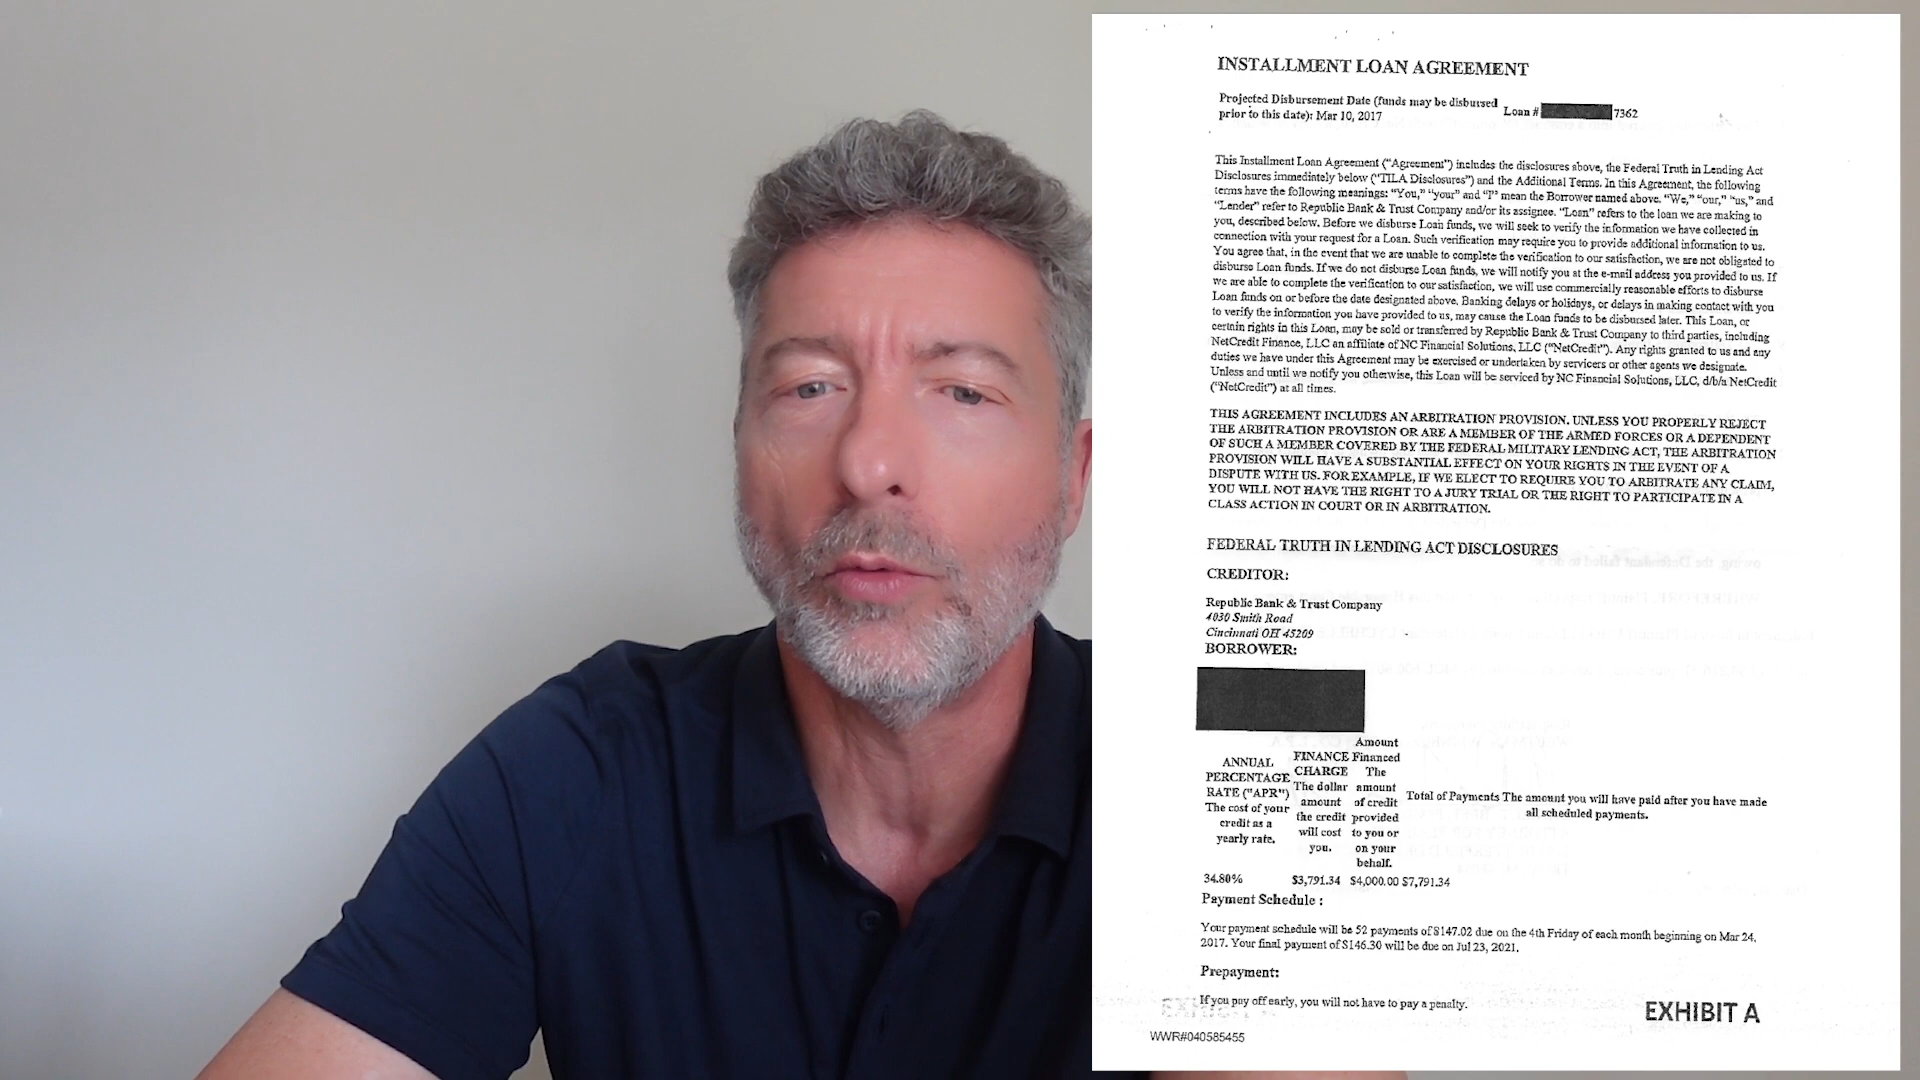 INSTALLMENT LOAN AGREEMENT
Projected Disbursement Date (funds may be disbursed
prior to this date): Mar 10, 2017
Loan # 7362
This Installment Loan Agreement ("Agreement") includes the disclosures above, the Federal Truth in Lending Act
Disclosures immediately below ("TILA Disclosures") and the Additional Terms. In this Agreement, the following
terms have the following meanings: "You," "your" and "I" mean the Borrower named above. "We," "our," "us," and
"Lender" refer to Republic Bank & Trust Company and/or its assignee. "Loan" refers to the loan we are making to
you, described below. Before we disburse Loan funds, we will seek to verify the information we have collected in
connection with your request for a Loan. Such verification may require you to provide additional information to us.
You agree that, in the event that we are unable to complete the verification to our satisfaction, we are not obligated to
disburse Loan funds. If we do not disburse Loan funds, we will notify you at the e-mail address you provided to us. If
we are able to complete the verification to our satisfaction, we will use commercially reasonable efforts to disburse
Loan funds on or before the date designated above. Banking delays or holidays, or delays in making contact with you
to verify the information you have provided to us, may cause the Loan funds to be disbursed later. This Loan, or
certain rights in this Loan, may be sold or transferred by Republic Bank & Trust Company to third parties, including
NetCredit Finance, LLC an affiliate of NC Financial Solutions, LLC ("NetCredit"). Any rights granted to us and any
duties we have under this Agreement may be exercised or undertaken by servicers or other agents we designate.
Unless and until we notify you otherwise, this Loan will be serviced by NC Financial Solutions, LLC, d/b/a NetCredit
("NetCredit") at all times.
THIS AGREEMENT INCLUDES AN ARBITRATION PROVISION. UNLESS YOU PROPERLY REJECT
THE ARBITRATION PROVISION OR ARE A MEMBER OF THE ARMED FORCES OR A DEPENDENT
OF SUCH A MEMBER COVERED BY THE FEDERAL MILITARY LENDING ACT, THE ARBITRATION
PROVISION WILL HAVE A SUBSTANTIAL EFFECT ON YOUR RIGHTS IN THE EVENT OF A
DISPUTE WITH US. FOR EXAMPLE, IF WE ELECT TO REQUIRE YOU TO ARBITRATE ANY CLAIM,
YOU WILL NOT HAVE THE RIGHT TO A JURY TRIAL OR THE RIGHT TO PARTICIPATE IN A
CLASS ACTION IN COURT OR IN ARBITRATION.
FEDERAL TRUTH IN LENDING ACT DISCLOSURES
CREDITOR:
Republic Bank & Trust Company
4030 Smith Road
Cincinnati OH 45209
BORROWER:
ANNUAL
PERCENTAGE
RATE ("APR")
The cost of your
credit as a
yearly rate.
FINANCE
CHARGE
The dollar
amount
the credit
will cost
you.
Amount
Financed
The
amount
of credit
provided
to you or
on your
behalf.
Total of Payments The amount you will have paid after you have made
all scheduled payments.
34.80% $3,791.34 $4,000.00 $7,791.34
Payment Schedule :
Your payment schedule will be 52 payments of $147.02 due on the 4th Friday of each month beginning on Mar 24,
2017. Your final payment of $146.30 will be due on Jul 23, 2021.
Prepayment:
If you pay off early, you will not have to pay a penalty.
EXHIBIT A
WWR#040585455